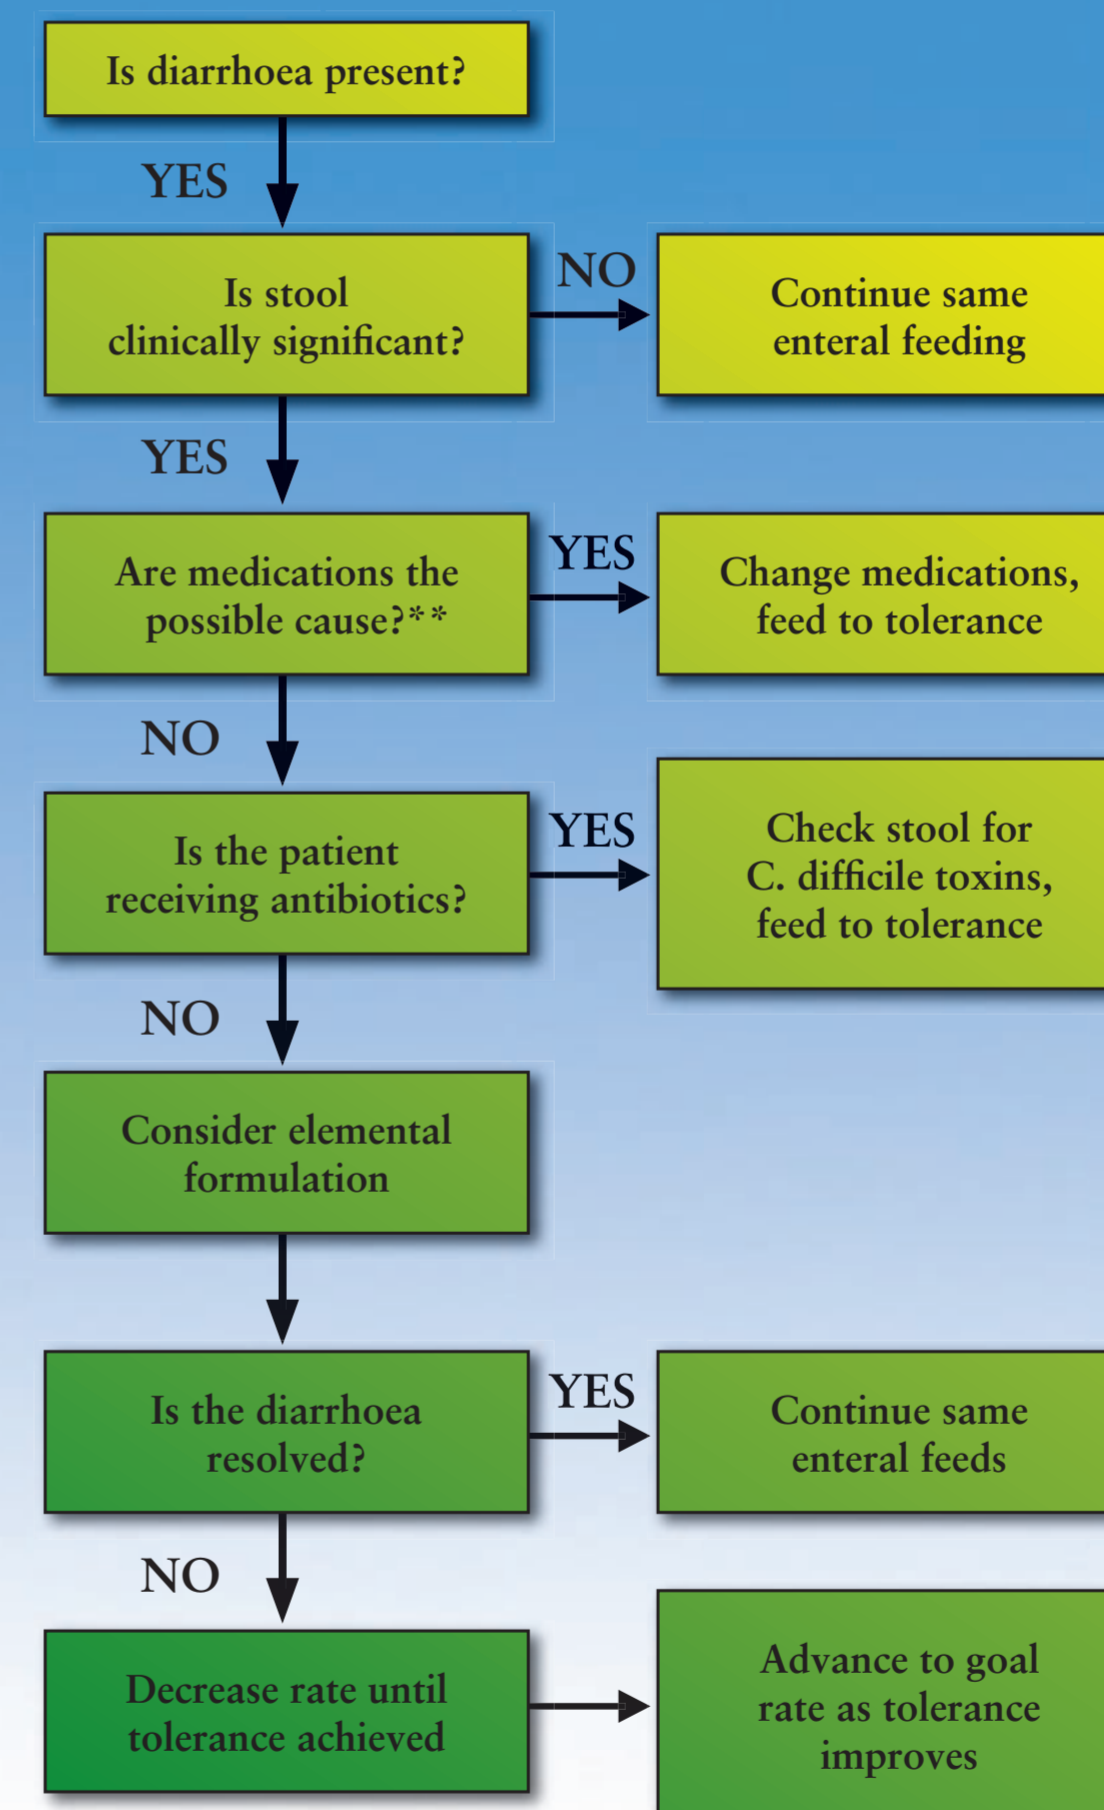 Is diarrhoea present?
YES
Is stool
clinically significant?
NO
Continue same
enteral feeding
YES
Are medications the
possible cause?**
YES
Change medications,
feed to tolerance
NO
Is the patient
receiving antibiotics?
YES
Check stool for
C. difficile toxins,
feed to tolerance
NO
Consider elemental
formulation
Is the diarrhoea
resolved?
YES
Continue same
enteral feeds
NO
Decrease rate until
tolerance achieved
Advance to goal
rate as tolerance
improves